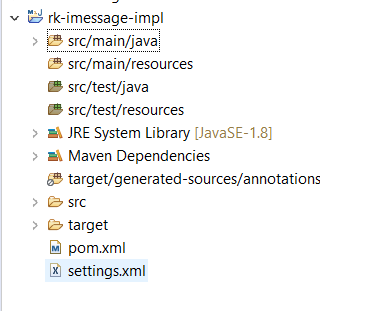 rk-imessage-impl
src/main/java
src/main/resources
src/test/java
src/test/resources
JRE System Library [JavaSE-1.8]
Maven Dependencies
target/generated-sources/annotations
src
target
pom.xml
settings.xml